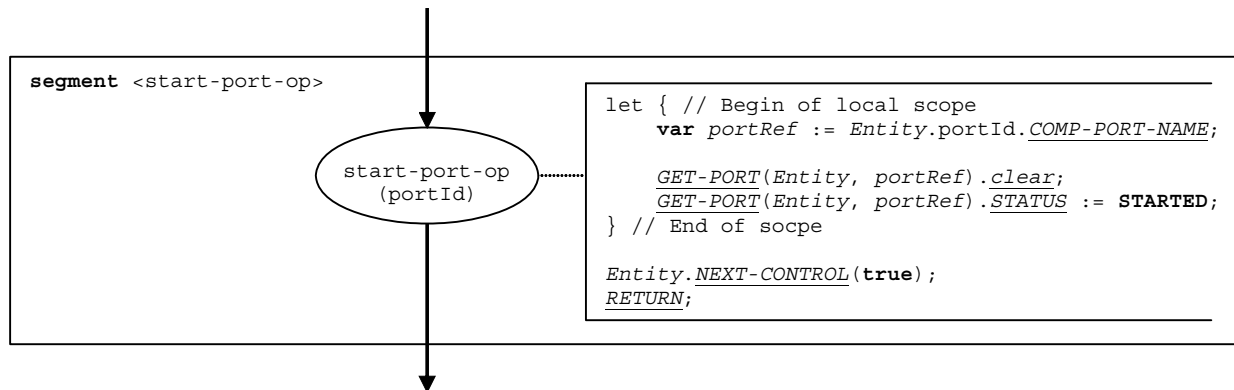 segment <start-port-op>
start-port-op
(portId)
let { // Begin of local scope
var portRef := Entity.portId.COMP-PORT-NAME;
GET-PORT(Entity, portRef).clear;
GET-PORT(Entity, portRef).STATUS := STARTED;
} // End of socpe
Entity.NEXT-CONTROL(true);
RETURN;